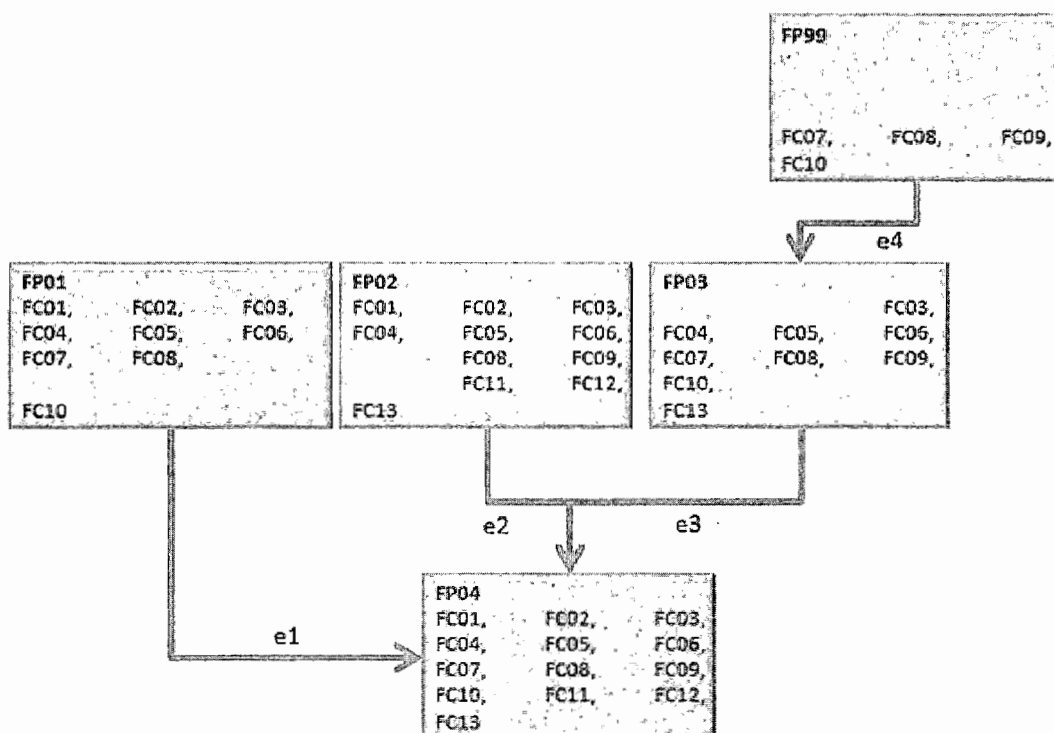 FP99
FC07, FC08, FC09,
FC10
e4
FP01
FC01, FC02, FC03,
FC04, FC05, FC06,
FC07, FC08,
FC10
FP02
FC01, FC02, FC03,
FC04, FC05, FC06,
FC08, FC09,
FC11, FC12,
FC13
FP03
FC03,
FC04, FC05, FC06,
FC07, FC08, FC09,
FC10,
FC13
e2 e3
e1
FP04
FC01, FC02, FC03,
FC04, FC05, FC06,
FC07, FC08, FC09,
FC10, FC11, FC12,
FC13